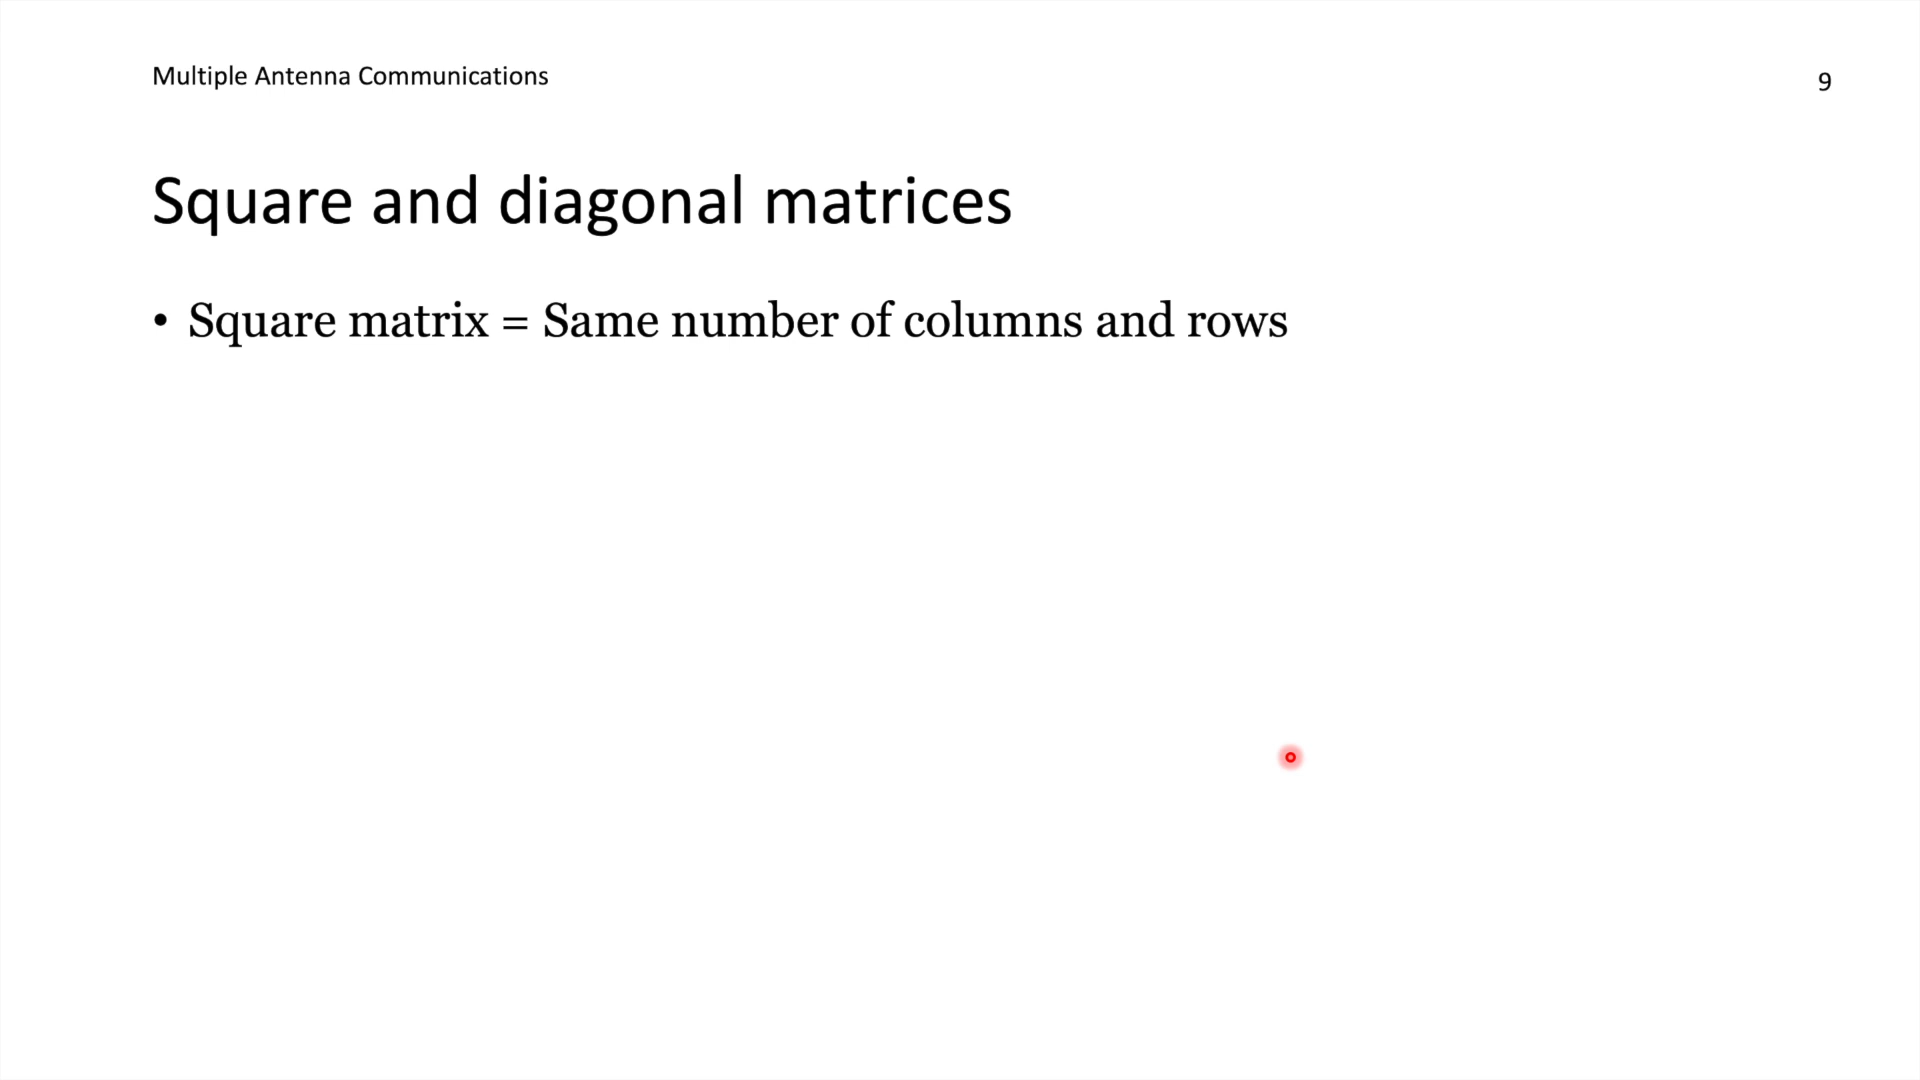 Multiple Antenna Communications
9
Square and diagonal matrices
• Square matrix = Same number of columns and rows